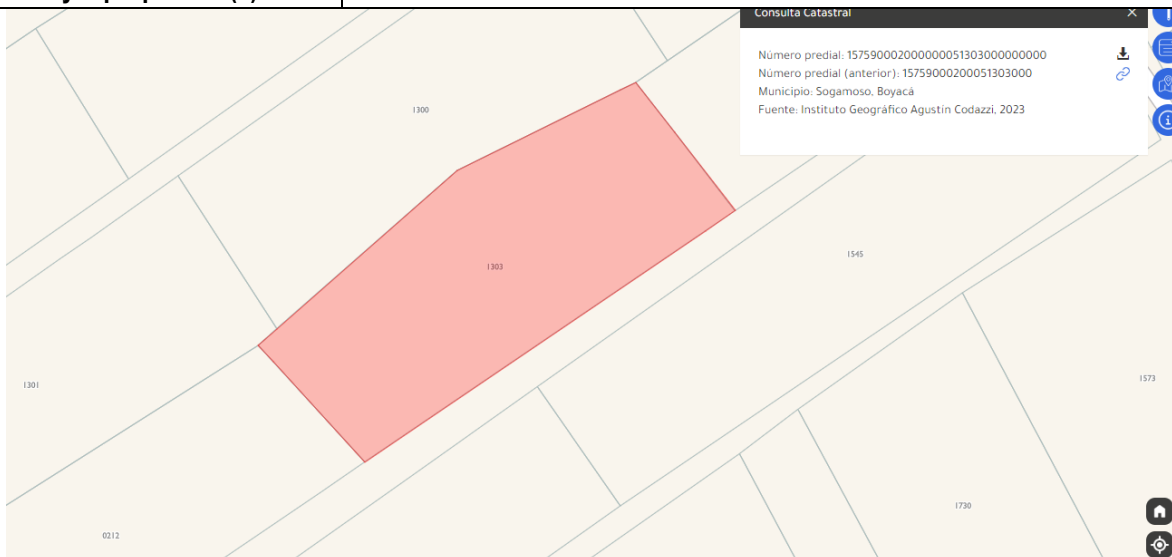 Consulta Catastral
Número predial: 157590002000000051303000000000
Número predial (anterior): 15759000200051303000
Municipio: Sogamoso, Boyacá
Fuente: Instituto Geográfico Agustín Codazzi, 2023
1300
1303
1545
1301
1573
1730
0212